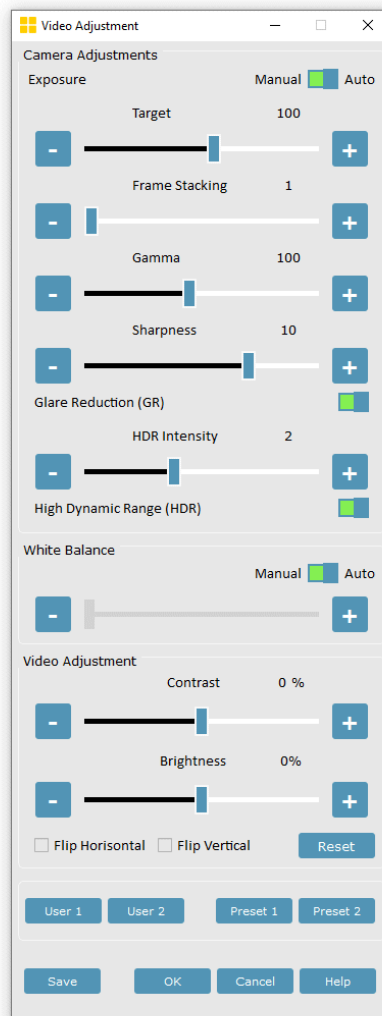 Video Adjustment
Camera Adjustments
Exposure Manual Auto
Target 100
- +
Frame Stacking 1
- +
Gamma 100
- +
Sharpness 10
- +
Glare Reduction (GR)
HDR Intensity 2
- +
High Dynamic Range (HDR)
White Balance
Manual Auto
- +
Video Adjustment
Contrast 0 %
- +
Brightness 0%
- +
Flip Horisontal Flip Vertical Reset
User 1 User 2 Preset 1 Preset 2
Save OK Cancel Help